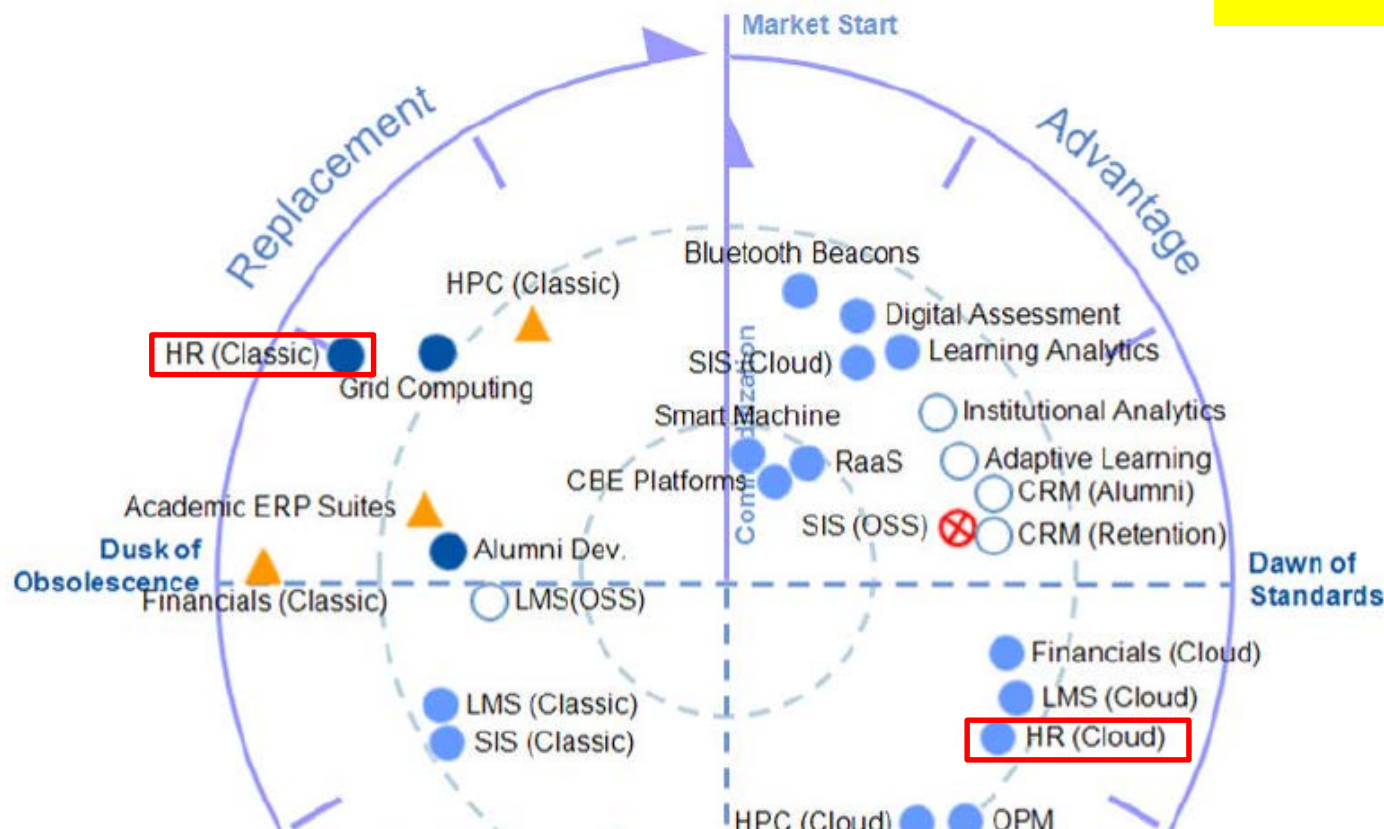 Market Start
Replacement
Advantage
Bluetooth Beacons
HPC (Classic)
Digital Assessment
HR (Classic)
SIS (Cloud)
Learning Analytics
Grid Computing
Smart Machine
Institutional Analytics
CBE Platforms
RaaS
Adaptive Learning
CRM (Alumni)
Academic ERP Suites
SIS (OSS)
CRM (Retention)
Dusk of
Obsolescence
Alumni Dev.
Dawn of
Standards
Financials (Classic)
LMS(OSS)
Financials (Cloud)
LMS (Classic)
LMS (Cloud)
SIS (Classic)
HR (Cloud)
HPC (Cloud)
OPM